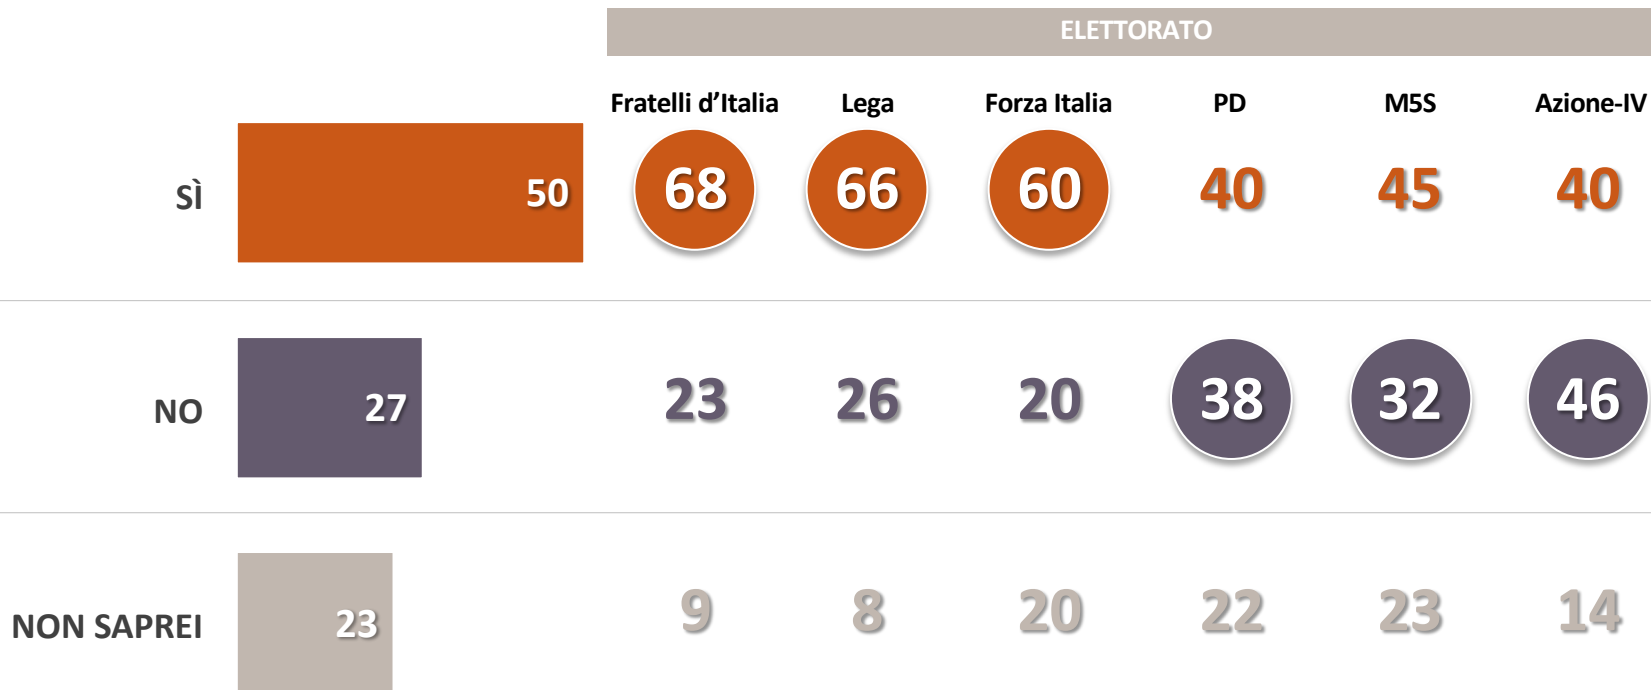 ELETTORATO
Fratelli d’Italia Lega Forza Italia PD M5S Azione-IV
SÌ 50 68 66 60 40 45 40
NO 27 23 26 20 38 32 46
NON SAPREI 23 9 8 20 22 23 14